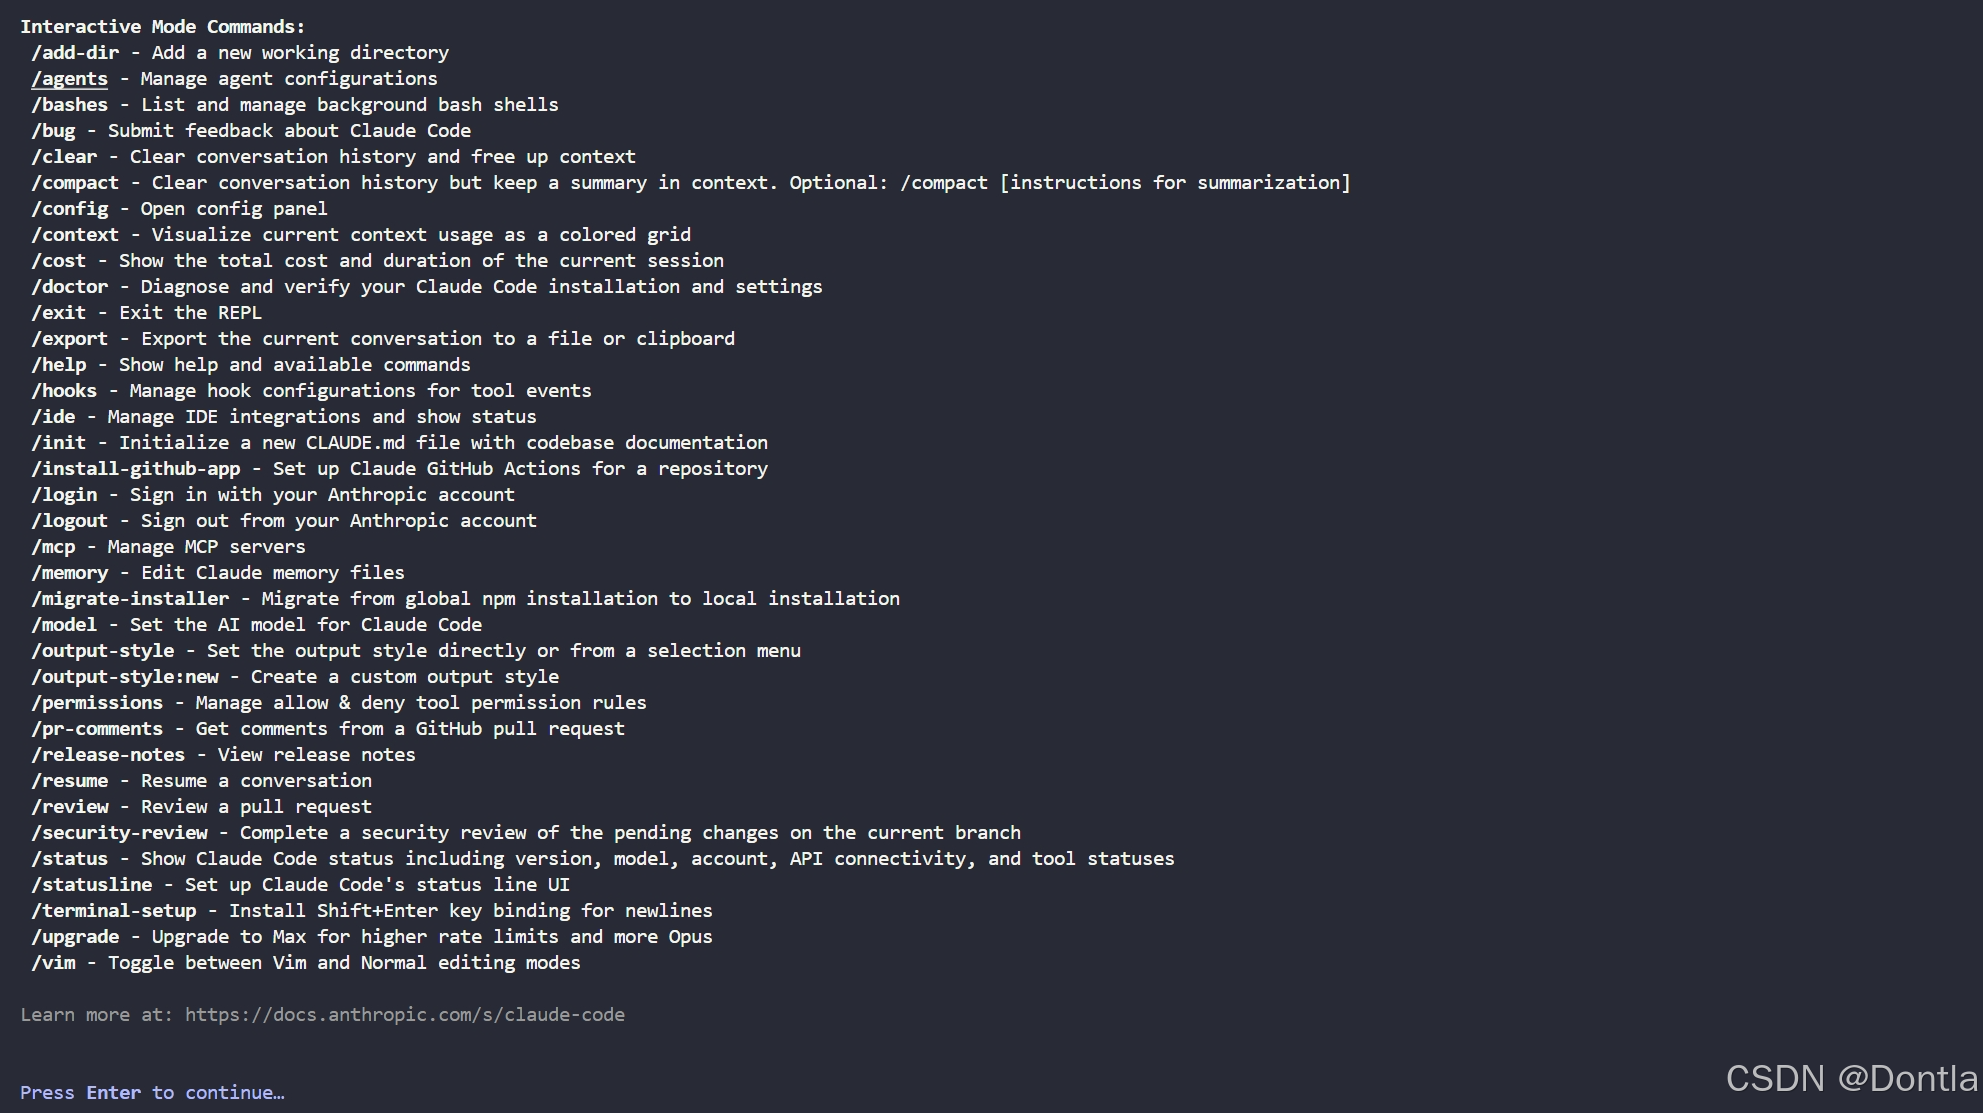 Interactive Mode Commands:
/add-dir - Add a new working directory
/agents - Manage agent configurations
/bashes - List and manage background bash shells
/bug - Submit feedback about Claude Code
/clear - Clear conversation history and free up context
/compact - Clear conversation history but keep a summary in context. Optional: /compact [instructions for summarization]
/config - Open config panel
/context - Visualize current context usage as a colored grid
/cost - Show the total cost and duration of the current session
/doctor - Diagnose and verify your Claude Code installation and settings
/exit - Exit the REPL
/export - Export the current conversation to a file or clipboard
/help - Show help and available commands
/hooks - Manage hook configurations for tool events
/ide - Manage IDE integrations and show status
/init - Initialize a new CLAUDE.md file with codebase documentation
/install-github-app - Set up Claude GitHub Actions for a repository
/login - Sign in with your Anthropic account
/logout - Sign out from your Anthropic account
/mcp - Manage MCP servers
/memory - Edit Claude memory files
/migrate-installer - Migrate from global npm installation to local installation
/model - Set the AI model for Claude Code
/output-style - Set the output style directly or from a selection menu
/output-style:new - Create a custom output style
/permissions - Manage allow & deny tool permission rules
/pr-comments - Get comments from a GitHub pull request
/release-notes - View release notes
/resume - Resume a conversation
/review - Review a pull request
/security-review - Complete a security review of the pending changes on the current branch
/status - Show Claude Code status including version, model, account, API connectivity, and tool statuses
/statusline - Set up Claude Code's status line UI
/terminal-setup - Install Shift+Enter key binding for newlines
/upgrade - Upgrade to Max for higher rate limits and more Opus
/vim - Toggle between Vim and Normal editing modes
Learn more at: https://docs.anthropic.com/s/claude-code
Press Enter to continue…
CSDN @Dontla